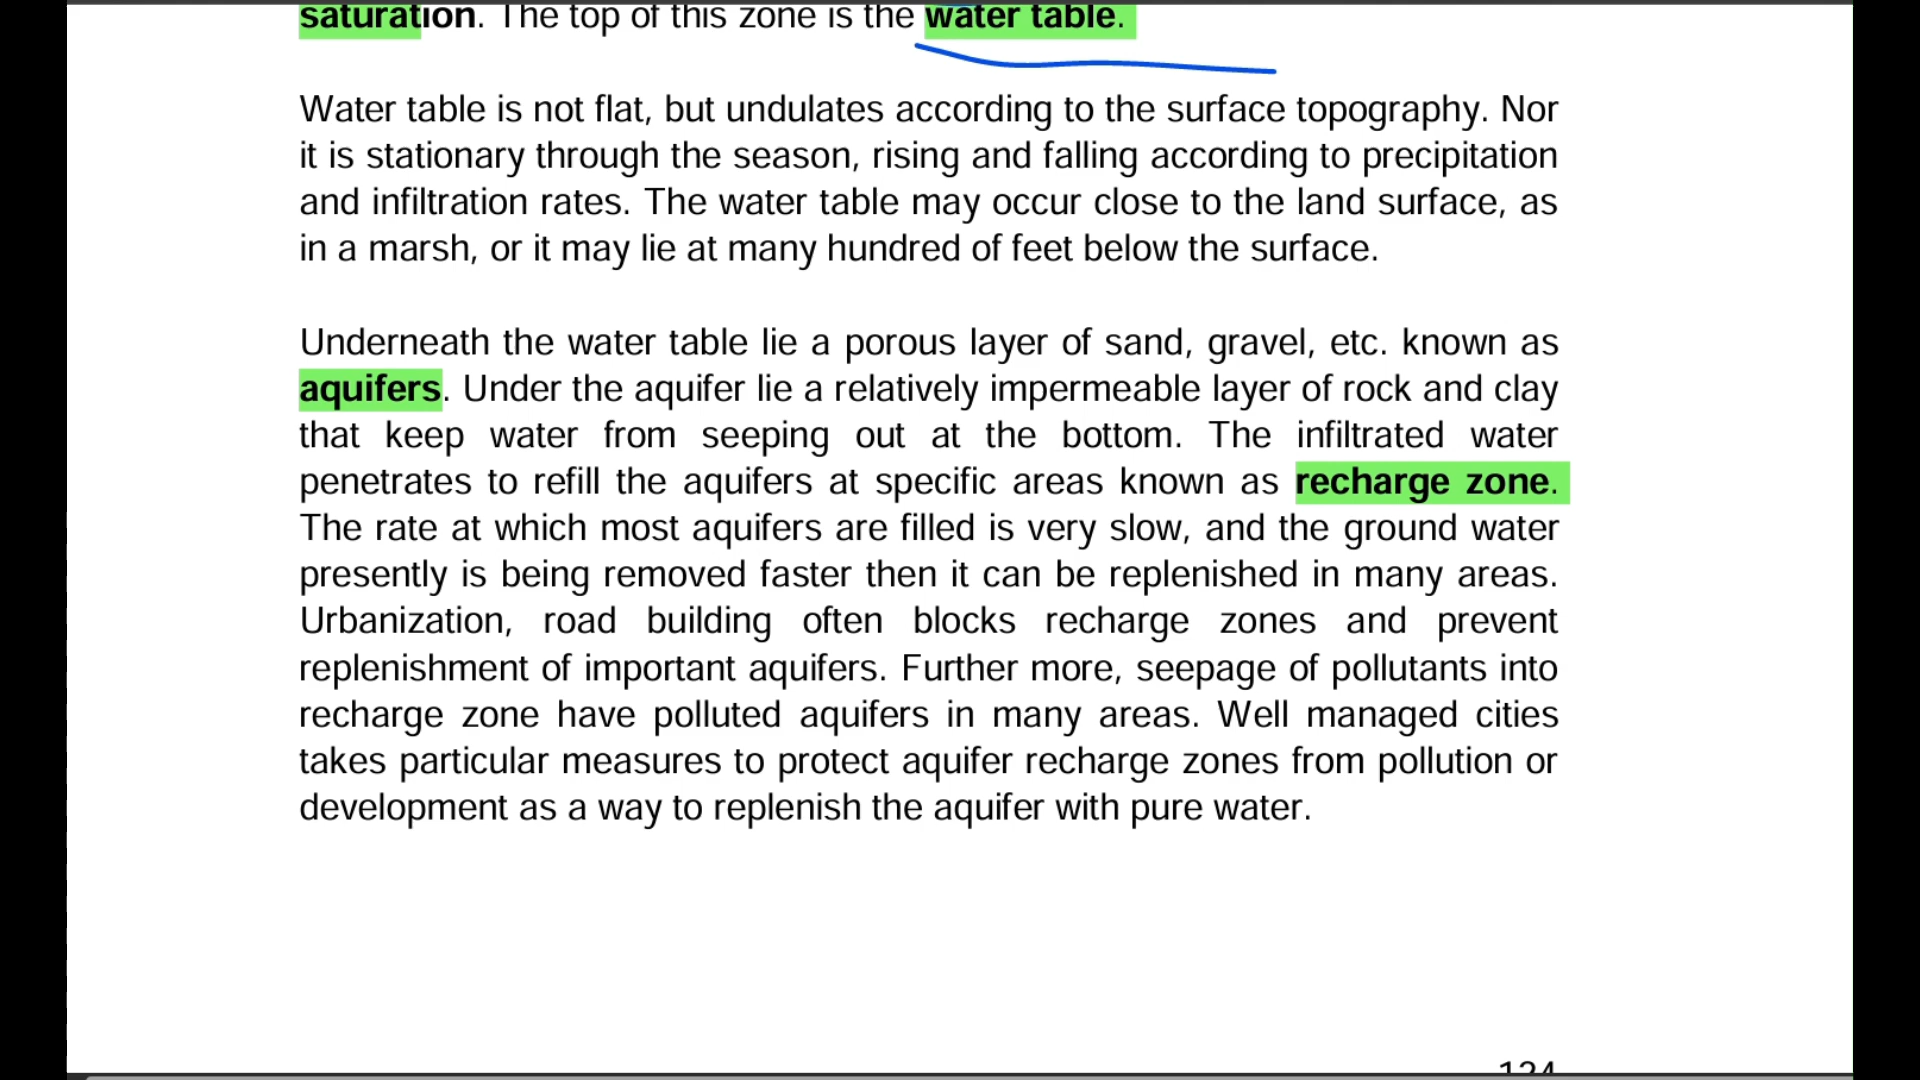 saturation. The top of this zone is the water table.
Water table is not flat, but undulates according to the surface topography. Nor
it is stationary through the season, rising and falling according to precipitation
and infiltration rates. The water table may occur close to the land surface, as
in a marsh, or it may lie at many hundred of feet below the surface.
Underneath the water table lie a porous layer of sand, gravel, etc. known as
aquifers. Under the aquifer lie a relatively impermeable layer of rock and clay
that keep water from seeping out at the bottom. The infiltrated water
penetrates to refill the aquifers at specific areas known as recharge zone.
The rate at which most aquifers are filled is very slow, and the ground water
presently is being removed faster then it can be replenished in many areas.
Urbanization, road building often blocks recharge zones and prevent
replenishment of important aquifers. Further more, seepage of pollutants into
recharge zone have polluted aquifers in many areas. Well managed cities
takes particular measures to protect aquifer recharge zones from pollution or
development as a way to replenish the aquifer with pure water.
124